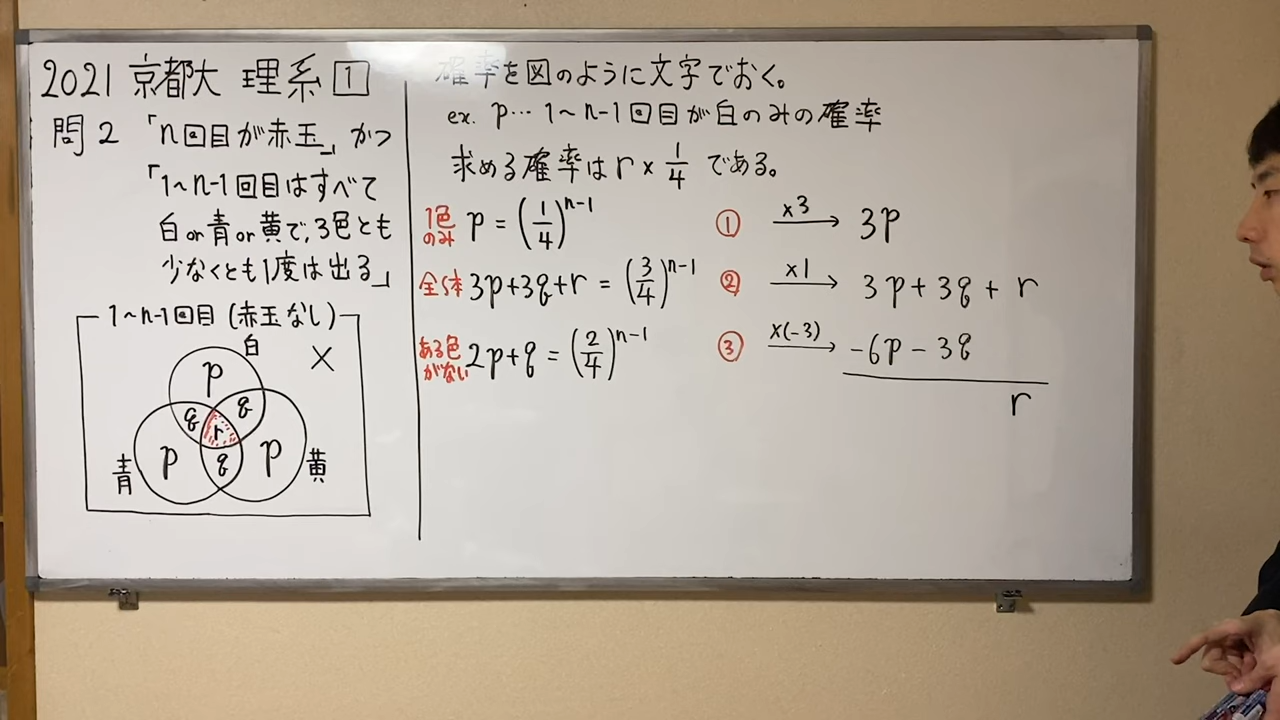 2021 京都大 理系 1
問2 「n回目が赤玉」かつ
「1~n-1回目はすべて
白or青or黄で、3色とも
少なくとも1度は出る」
1~n-1回目(赤玉なし)
白
×
p
q q
r
青 p q p 黄
確率を図のように文字でおく。
ex. p… 1~n-1回目が白のみの確率
求める確率は r × 1/4 である。
1色のみ p = (1/4)^{n-1} ① ×3→ 3p
全体 3p+3q+r = (3/4)^{n-1} ② ×1→ 3p+3q+r
ある色がない 2p+q = (2/4)^{n-1} ③ ×(-3)→ -6p-3q
r